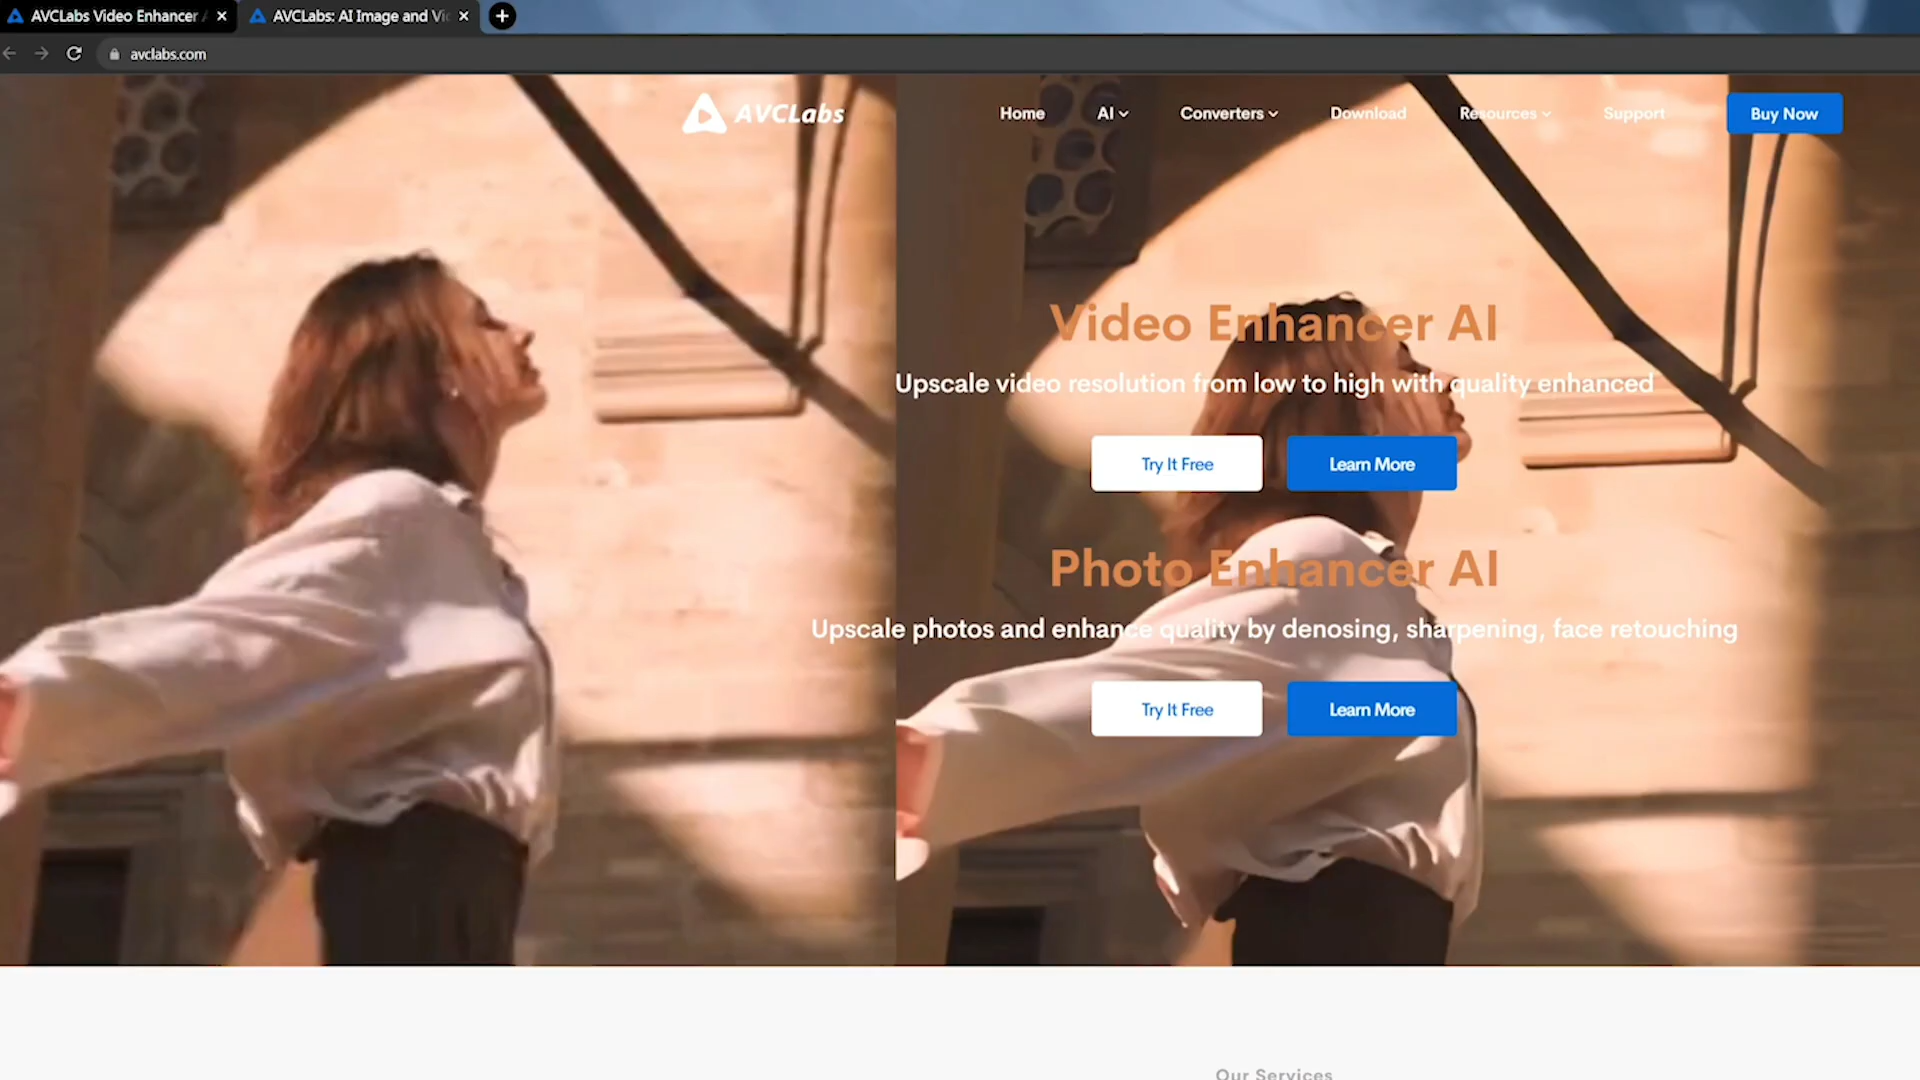 AVCLabs Video Enhancer
AVCLabs: AI Image and Vi
avclabs.com
AVCLabs
Home
AI
Converters
Download
Resources
Support
Buy Now
Video Enhancer AI
Upscale video resolution from low to high with quality enhanced
Try It Free
Learn More
Photo Enhancer AI
Upscale photos and enhance quality by denosing, sharpening, face retouching
Try It Free
Learn More
Our Services